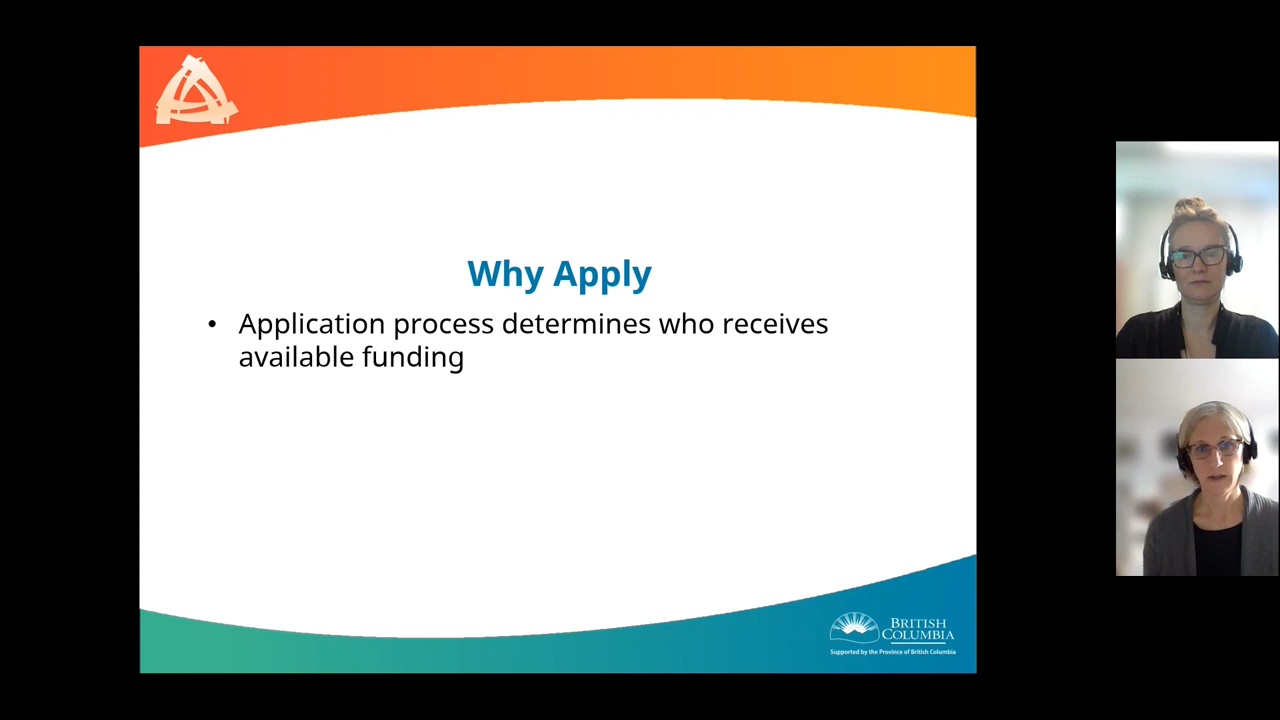 Why Apply
• Application process determines who receives
available funding
BRITISH
COLUMBIA
Supported by the Province of British Columbia